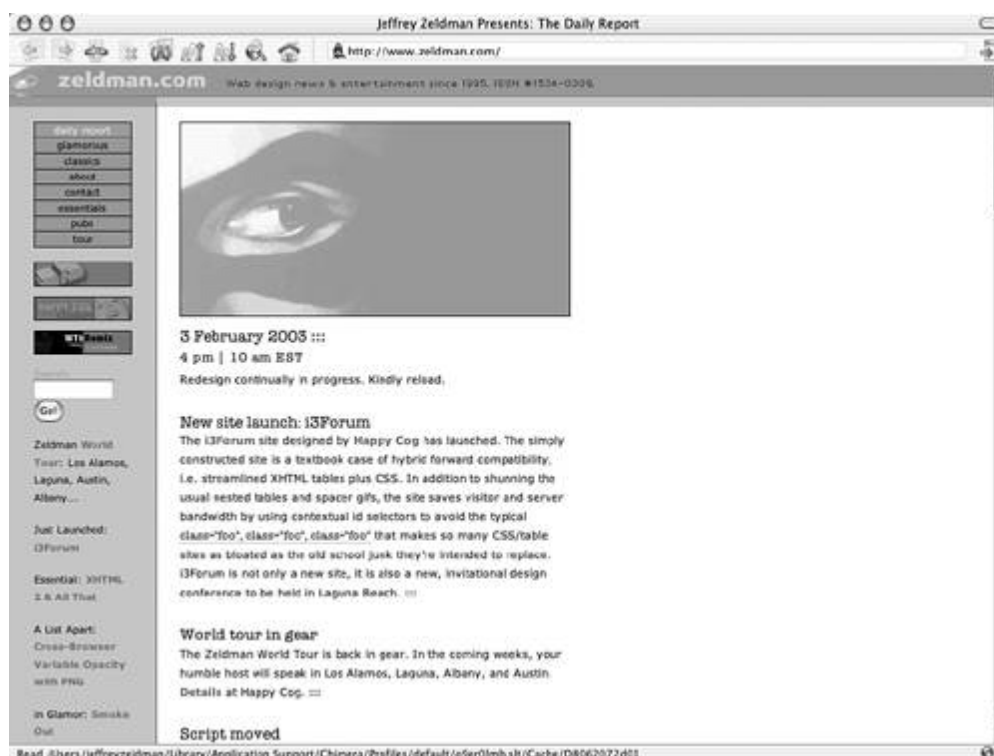 Jeffrey Zeldman Presents: The Daily Report
http://www.zeldman.com/
zeldman.com
Web design news & entertainment since 1995. ISSN #1534-0309.
daily report
glamorous
classics
about
contact
essentials
pubs
tour
Search:
Go!
Zeldman World
Tour: Los Alamos,
Laguna, Austin,
Albany...
Just Launched:
i3Forum
Essential: XHTML
2 & All That
A List Apart:
Cross-Browser
Variable Opacity
with PNG
in Glamor: Smoke
Out
3 February 2003 :::
4 pm | 10 am EST
Redesign continually in progress. Kindly reload.
New site launch: i3Forum
The i3Forum site designed by Happy Cog has launched. The simply
constructed site is a textbook case of hybrid forward compatibility,
i.e. streamlined XHTML tables plus CSS. In addition to shunning the
usual nested tables and spacer gifs, the site saves visitor and server
bandwidth by using contextual id selectors to avoid the typical
class="foo", class="foo", class="foo" that makes so many CSS/table
sites as bloated as the old school junk they're intended to replace.
i3Forum is not only a new site, it is also a new, invitational design
conference to be held in Laguna Beach. :::
World tour in gear
The Zeldman World Tour is back in gear. In the coming weeks, your
humble host will speak in Los Alamos, Laguna, Albany, and Austin
Details at Happy Cog. :::
Script moved